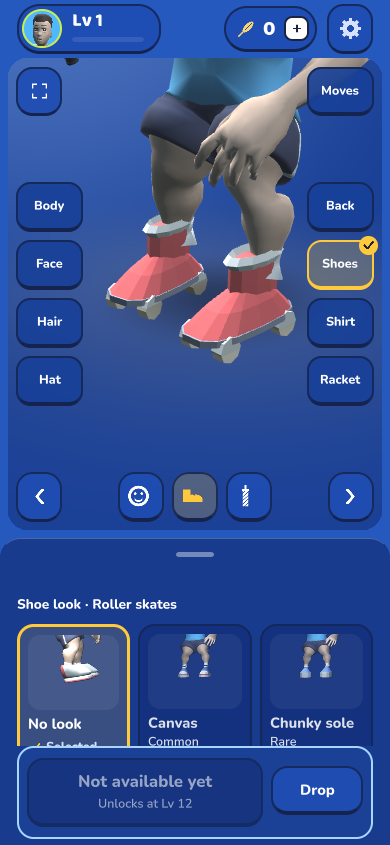 Lv 1
0
+
Moves
Body
Back
Face
Shoes
Hair
Shirt
Hat
Racket
Shoe look · Roller skates
No look
Canvas
Chunky sole
✓ Selected
Common
Rare
Not available yet
Unlocks at Lv 12
Drop